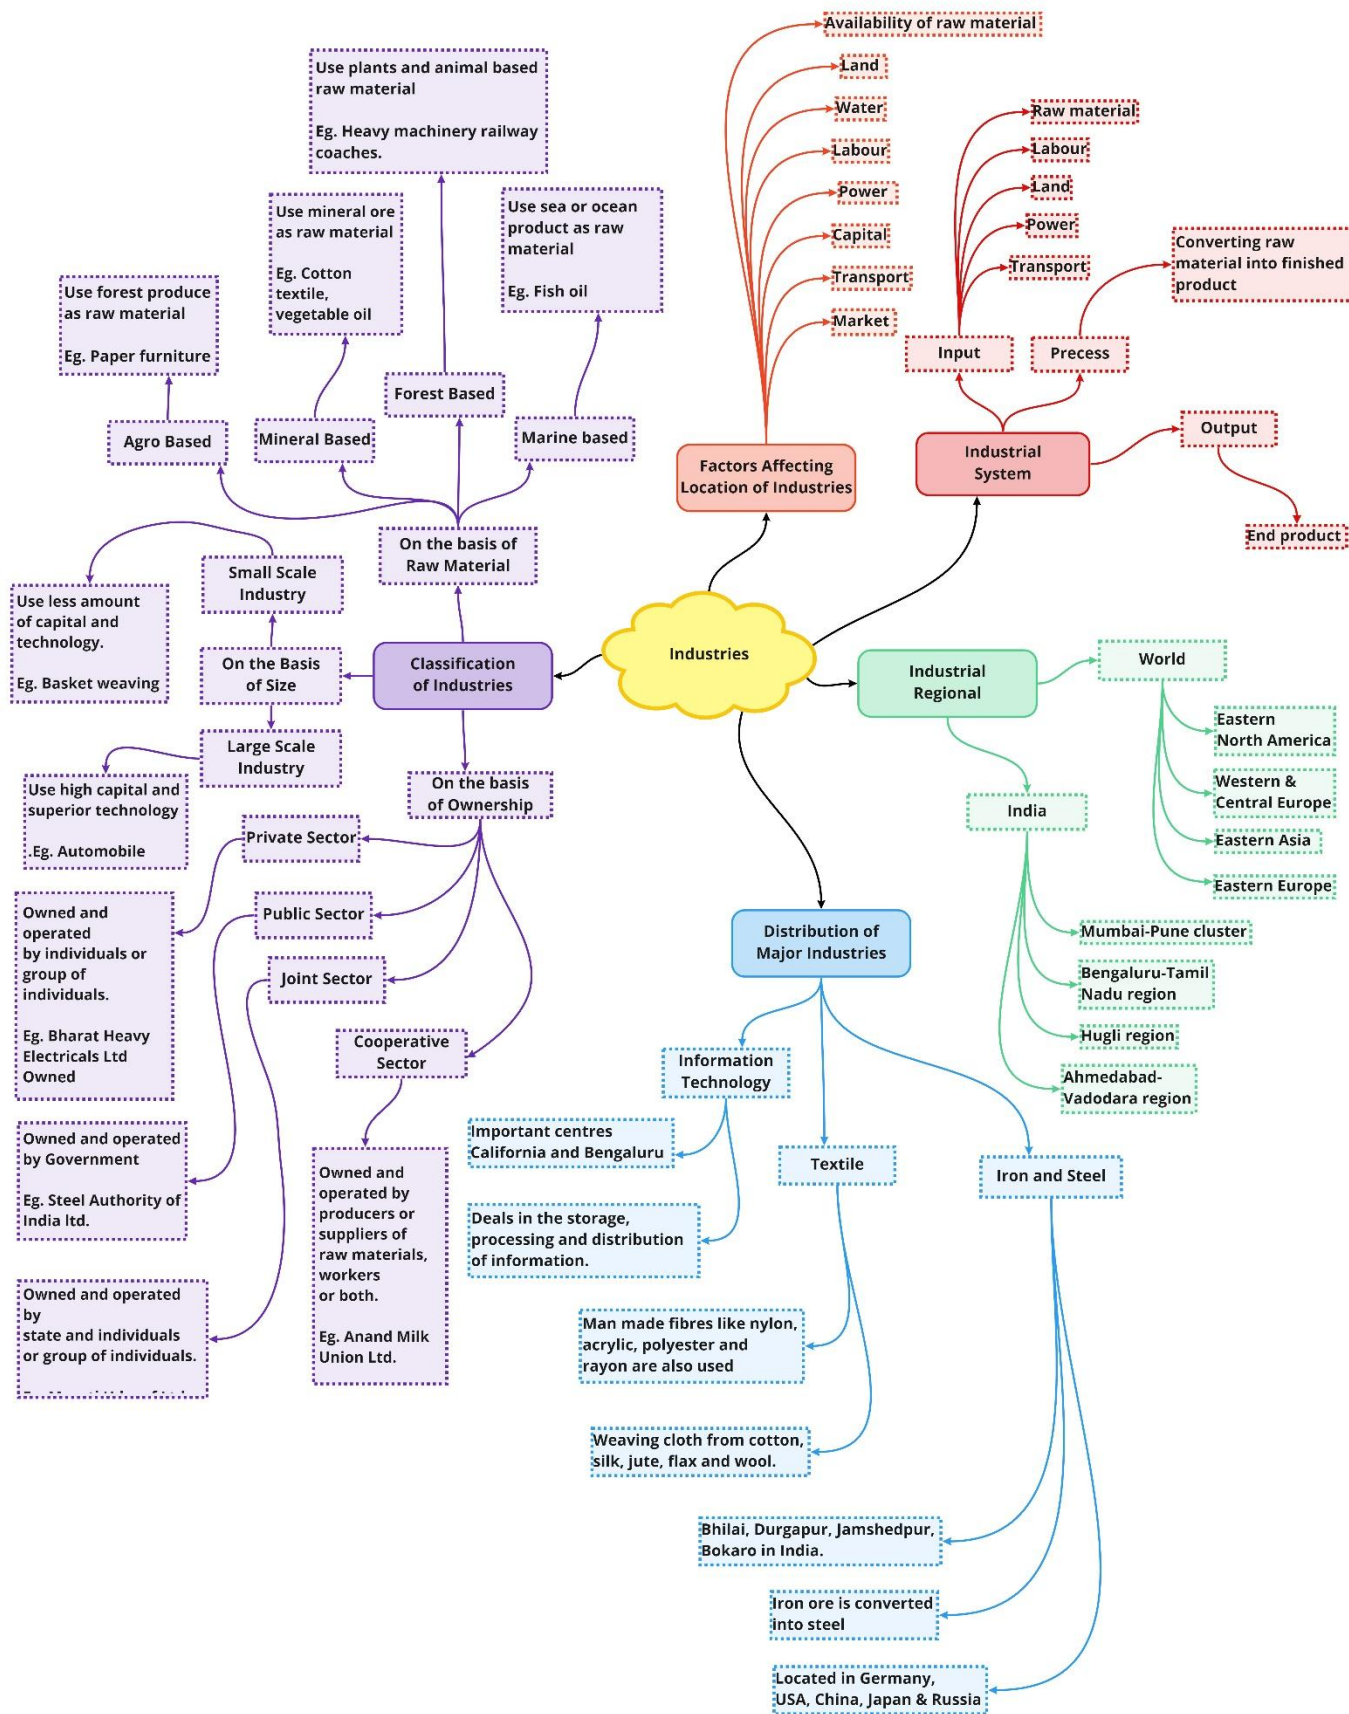 Availability of raw material
Land
Water
Labour
Power
Capital
Transport
Market
Factors Affecting
Location of Industries
Raw material
Labour
Land
Power
Transport
Input
Converting raw
material into finished
product
Precess
Output
End product
Industrial
System
Use plants and animal based
raw material
Eg. Heavy machinery railway
coaches.
Use mineral ore
as raw material
Eg. Cotton
textile,
vegetable oil
Use sea or ocean
product as raw
material
Eg. Fish oil
Use forest produce
as raw material
Eg. Paper furniture
Forest Based
Agro Based
Mineral Based
Marine based
On the basis of
Raw Material
Small Scale
Industry
Use less amount
of capital and
technology.
Eg. Basket weaving
On the Basis
of Size
Classification
of Industries
Industries
Large Scale
Industry
Use high capital and
superior technology
.Eg. Automobile
On the basis
of Ownership
Private Sector
Owned and
operated
by individuals or
group of
individuals.
Eg. Bharat Heavy
Electricals Ltd
Owned
Public Sector
Joint Sector
Cooperative
Sector
Owned and operated
by Government
Eg. Steel Authority of
India ltd.
Owned and operated
by
state and individuals
or group of individuals.
Owned and
operated by
producers or
suppliers of
raw materials,
workers
or both.
Eg. Anand Milk
Union Ltd.
Industrial
Regional
World
Eastern
North America
Western &
Central Europe
Eastern Asia
Eastern Europe
India
Mumbai-Pune cluster
Bengaluru-Tamil
Nadu region
Hugli region
Ahmedabad-
Vadodara region
Distribution of
Major Industries
Information
Technology
Important centres
California and Bengaluru
Deals in the storage,
processing and distribution
of information.
Textile
Man made fibres like nylon,
acrylic, polyester and
rayon are also used
Weaving cloth from cotton,
silk, jute, flax and wool.
Iron and Steel
Bhilai, Durgapur, Jamshedpur,
Bokaro in India.
Iron ore is converted
into steel
Located in Germany,
USA, China, Japan & Russia